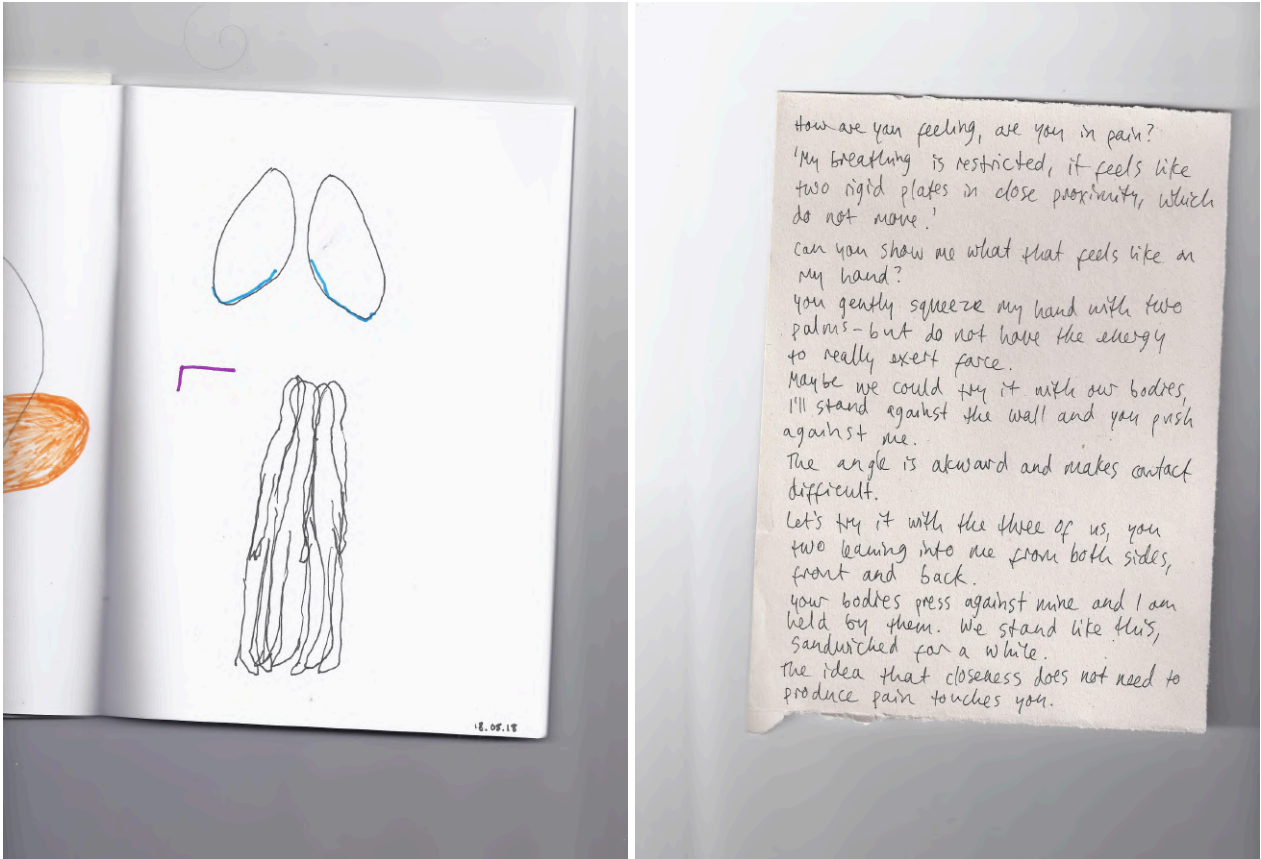 18.08.18
How are you feeling, are you in pain?
'My breathing is restricted, it feels like
two rigid plates in close proximity, which
do not move.'
Can you show me what that feels like on
my hand?
You gently squeeze my hand with two
palms - but do not have the energy
to really exert force.
Maybe we could try it with our bodies,
I'll stand against the wall and you push
against me.
The angle is akward and makes contact
difficult.
Let's try it with the three of us, you
two leaning into me from both sides,
front and back.
Your bodies press against mine and I am
held by them. We stand like this,
sandwiched for a while.
The idea that closeness does not need to
produce pain touches you.